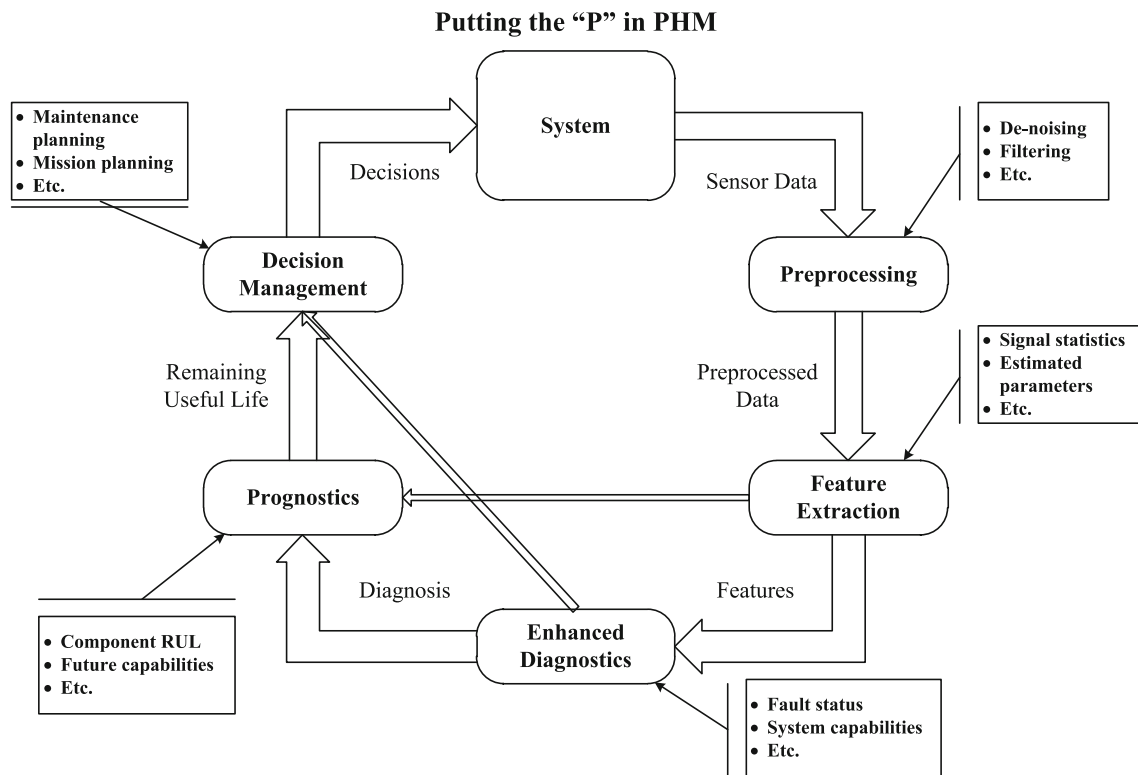 Putting the “P” in PHM
System
• Maintenance
planning
• Mission planning
• Etc.
Decisions
Sensor Data
• De-noising
• Filtering
• Etc.
Decision
Management
Preprocessing
Remaining
Useful Life
Preprocessed
Data
• Signal statistics
• Estimated
parameters
• Etc.
Prognostics
Feature
Extraction
Diagnosis
Features
• Component RUL
• Future capabilities
• Etc.
Enhanced
Diagnostics
• Fault status
• System capabilities
• Etc.